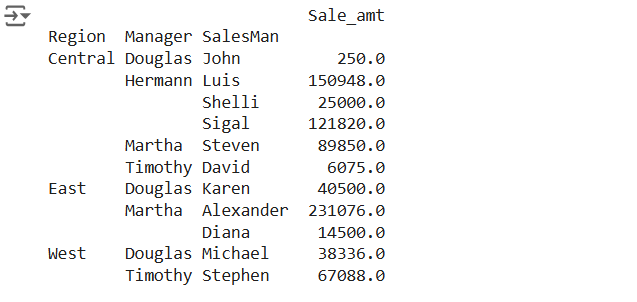 Sale_amt
Region Manager SalesMan
Central Douglas John 250.0
Hermann Luis 150948.0
Shelli 25000.0
Sigal 121820.0
Martha Steven 89850.0
Timothy David 6075.0
East Douglas Karen 40500.0
Martha Alexander 231076.0
Diana 14500.0
West Douglas Michael 38336.0
Timothy Stephen 67088.0